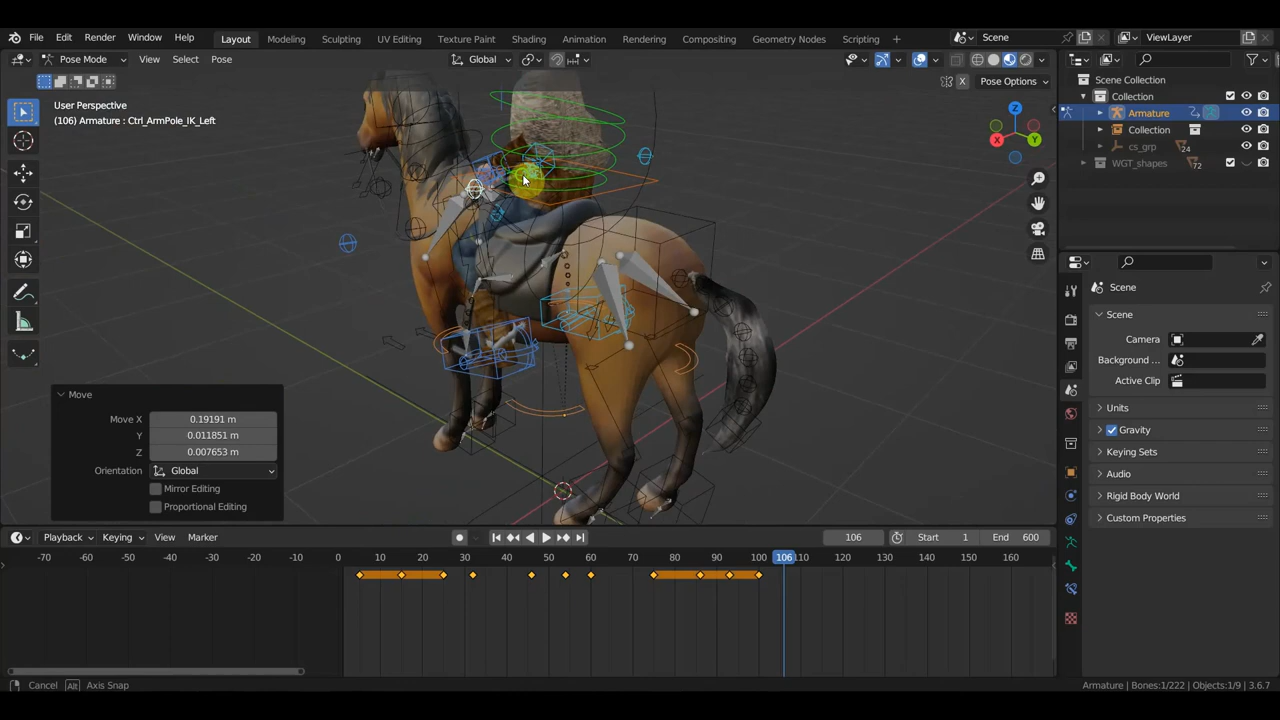 File Edit Render Window Help Layout Modeling Sculpting UV Editing Texture Paint Shading Animation Rendering Compositing Geometry Nodes Scripting + Scene ViewLayer
Pose Mode View Select Pose Global
X Pose Options
User Perspective
(106) Armature : Ctrl_ArmPole_IK_Left
Z
X
Y
Scene Collection
Collection
Armature
Collection
cs_grp 24
WGT_shapes 72
Scene
Scene
Camera
Background ...
Active Clip
Units
Gravity
Keying Sets
Audio
Rigid Body World
Custom Properties
Move
Move X 0.19191 m
Y 0.011851 m
Z 0.007653 m
Orientation Global
Mirror Editing
Proportional Editing
Playback Keying View Marker 106 Start 1 End 600
-70 -60 -50 -40 -30 -20 -10 0 10 20 30 40 50 60 70 80 90 100 106 110 120 130 140 150 160
Cancel Alt Axis Snap Armature | Bones:1/222 | Objects:1/9 | 3.6.7